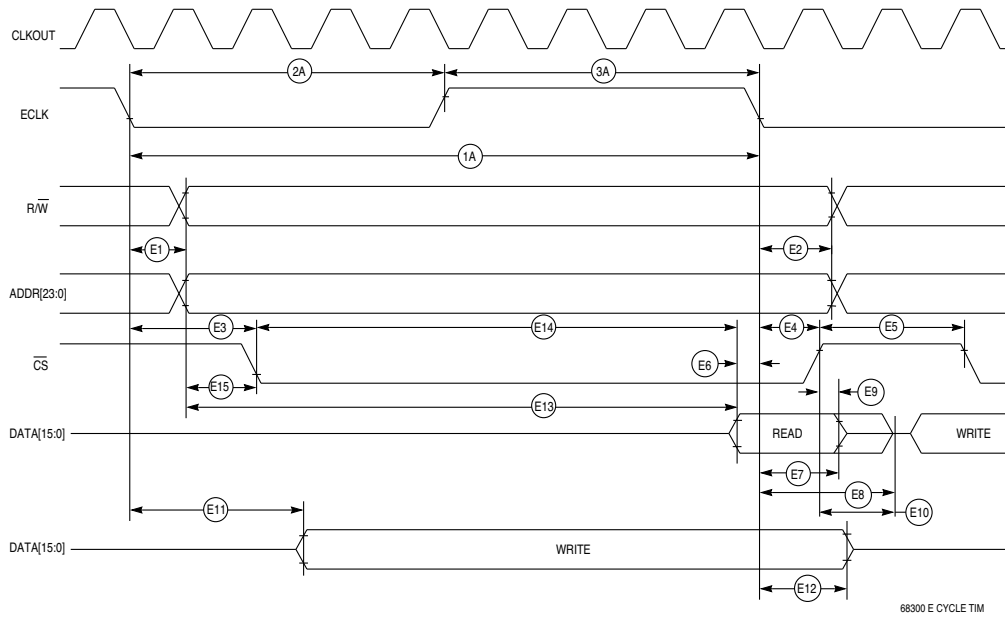 CLKOUT
2A
3A
ECLK
1A
R/W
E1
E2
ADDR[23:0]
E3
E14
E4
E5
CS
E6
E15
E9
E13
DATA[15:0]
READ
WRITE
E7
E8
E11
E10
DATA[15:0]
WRITE
E12
68300 E CYCLE TIM